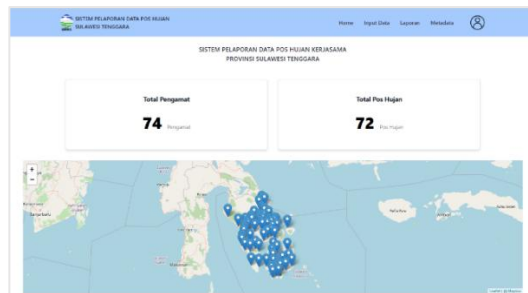 SISTEM PELAPORAN DATA POS HUJAN
SULAWESI TENGGARA
Home Input Data Laporan Metadata
SISTEM PELAPORAN DATA POS HUJAN KERJASAMA
PROVINSI SULAWESI TENGGARA
Total Pengamat
74 Pengamat
Total Pos Hujan
72 Pos Hujan
+
−